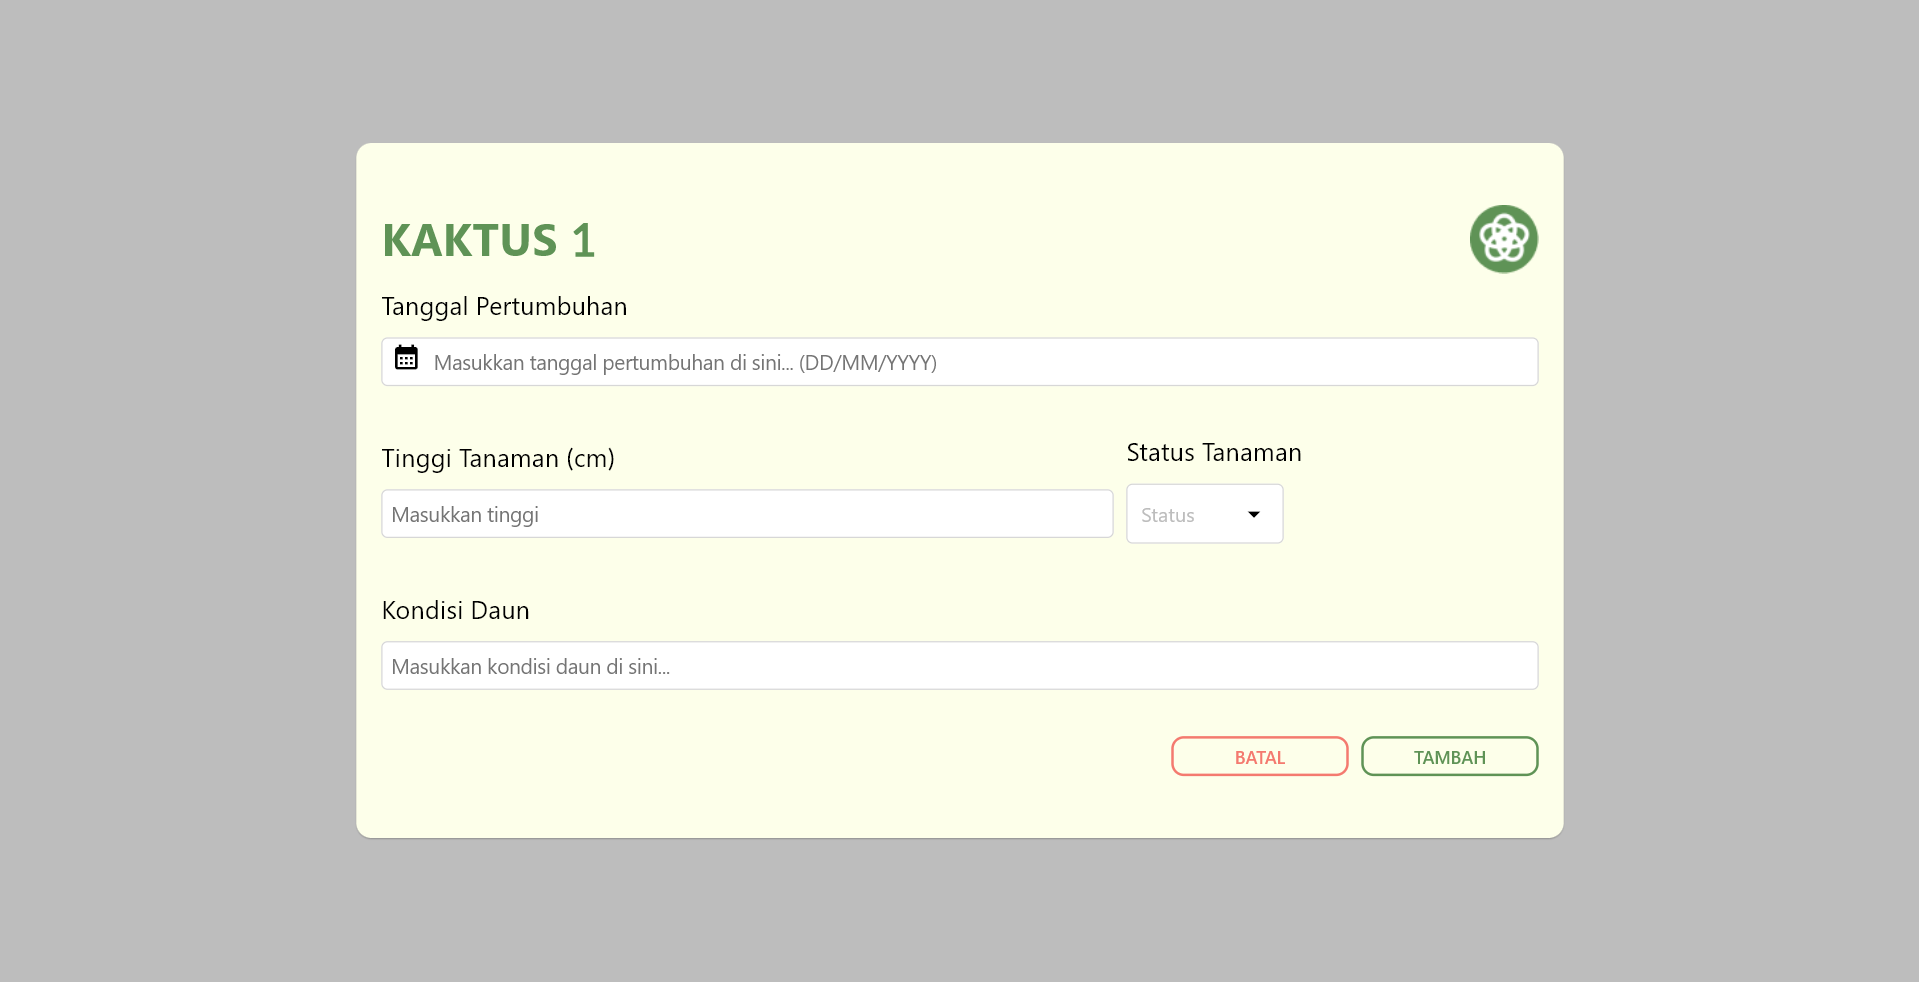 KAKTUS 1
Tanggal Pertumbuhan
Masukkan tanggal pertumbuhan di sini... (DD/MM/YYYY)
Tinggi Tanaman (cm)
Masukkan tinggi
Status Tanaman
Status
Kondisi Daun
Masukkan kondisi daun di sini...
BATAL
TAMBAH